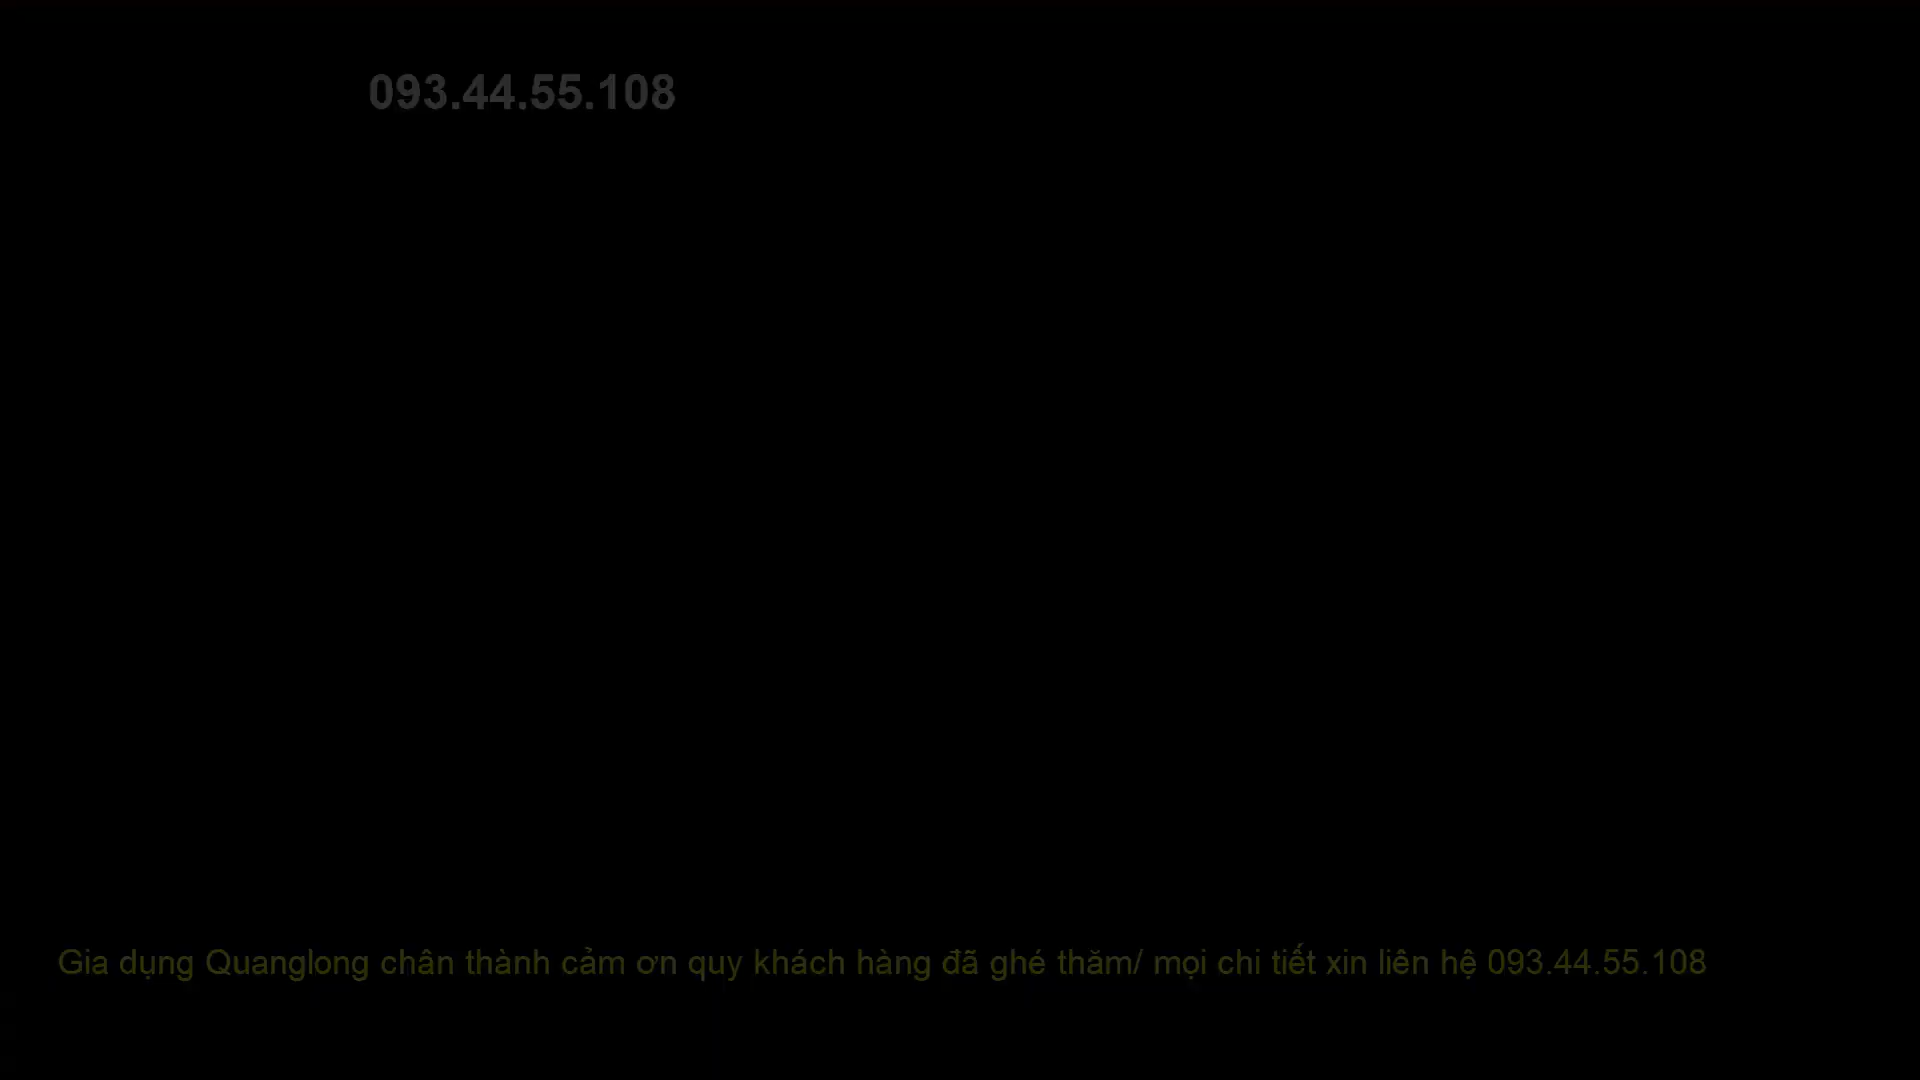 093.44.55.108
Gia dụng Quanglong chân thành cảm ơn quy khách hàng đã ghé thăm/ mọi chi tiết xin liên hệ 093.44.55.108